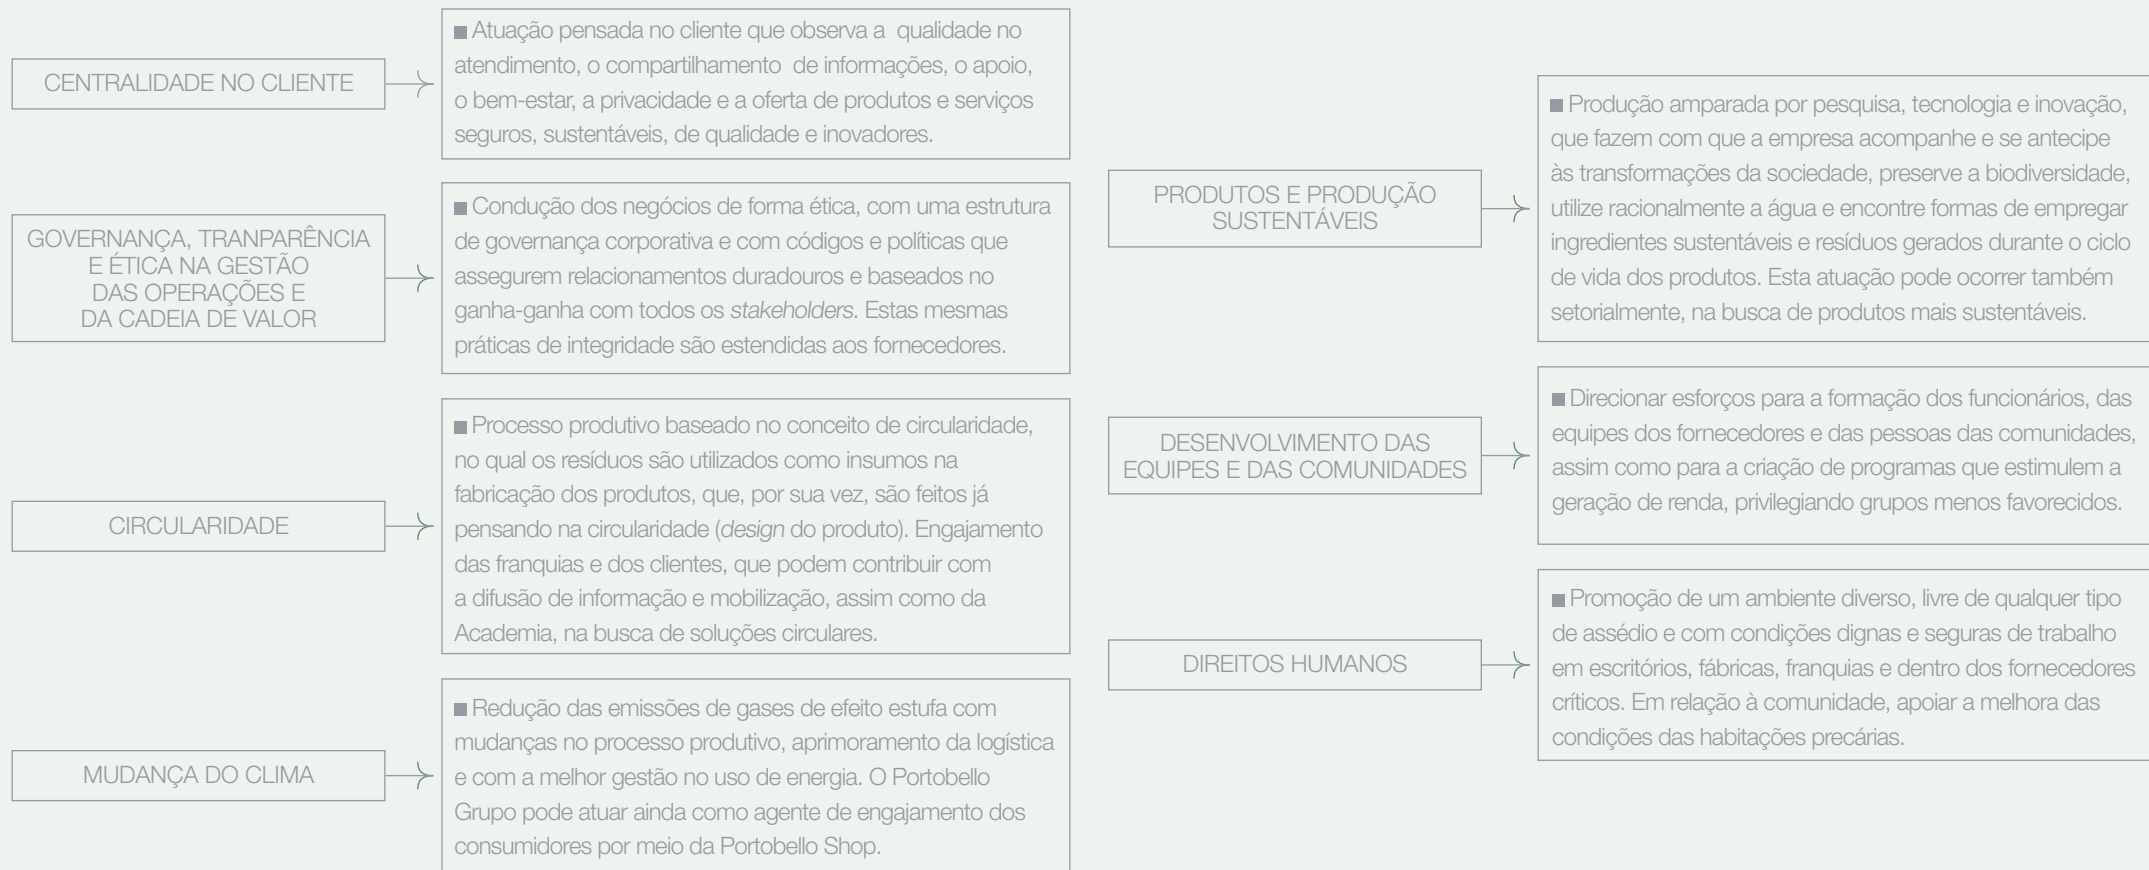 CENTRALIDADE NO CLIENTE
■ Atuação pensada no cliente que observa a qualidade no
atendimento, o compartilhamento de informações, o apoio,
o bem-estar, a privacidade e a oferta de produtos e serviços
seguros, sustentáveis, de qualidade e inovadores.
GOVERNANÇA, TRANPARÊNCIA
E ÉTICA NA GESTÃO
DAS OPERAÇÕES E
DA CADEIA DE VALOR
■ Condução dos negócios de forma ética, com uma estrutura
de governança corporativa e com códigos e políticas que
assegurem relacionamentos duradouros e baseados no
ganha-ganha com todos os stakeholders. Estas mesmas
práticas de integridade são estendidas aos fornecedores.
CIRCULARIDADE
■ Processo produtivo baseado no conceito de circularidade,
no qual os resíduos são utilizados como insumos na
fabricação dos produtos, que, por sua vez, são feitos já
pensando na circularidade (design do produto). Engajamento
das franquias e dos clientes, que podem contribuir com
a difusão de informação e mobilização, assim como da
Academia, na busca de soluções circulares.
MUDANÇA DO CLIMA
■ Redução das emissões de gases de efeito estufa com
mudanças no processo produtivo, aprimoramento da logística
e com a melhor gestão no uso de energia. O Portobello
Grupo pode atuar ainda como agente de engajamento dos
consumidores por meio da Portobello Shop.
PRODUTOS E PRODUÇÃO
SUSTENTÁVEIS
■ Produção amparada por pesquisa, tecnologia e inovação,
que fazem com que a empresa acompanhe e se antecipe
às transformações da sociedade, preserve a biodiversidade,
utilize racionalmente a água e encontre formas de empregar
ingredientes sustentáveis e resíduos gerados durante o ciclo
de vida dos produtos. Esta atuação pode ocorrer também
setorialmente, na busca de produtos mais sustentáveis.
DESENVOLVIMENTO DAS
EQUIPES E DAS COMUNIDADES
■ Direcionar esforços para a formação dos funcionários, das
equipes dos fornecedores e das pessoas das comunidades,
assim como para a criação de programas que estimulem a
geração de renda, privilegiando grupos menos favorecidos.
DIREITOS HUMANOS
■ Promoção de um ambiente diverso, livre de qualquer tipo
de assédio e com condições dignas e seguras de trabalho
em escritórios, fábricas, franquias e dentro dos fornecedores
críticos. Em relação à comunidade, apoiar a melhora das
condições das habitações precárias.